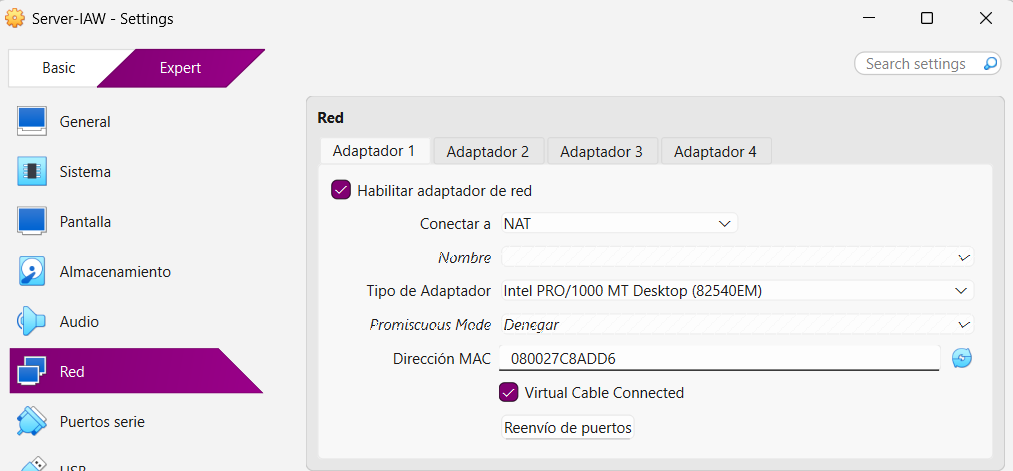 Server-IAW - Settings
Basic
Expert
Search settings
General
Sistema
Pantalla
Almacenamiento
Audio
Red
Puertos serie
USB
Red
Adaptador 1
Adaptador 2
Adaptador 3
Adaptador 4
Habilitar adaptador de red
Conectar a NAT
Nombre
Tipo de Adaptador Intel PRO/1000 MT Desktop (82540EM)
Promiscuous Mode Denegar
Dirección MAC 080027C8ADD6
Virtual Cable Connected
Reenvío de puertos